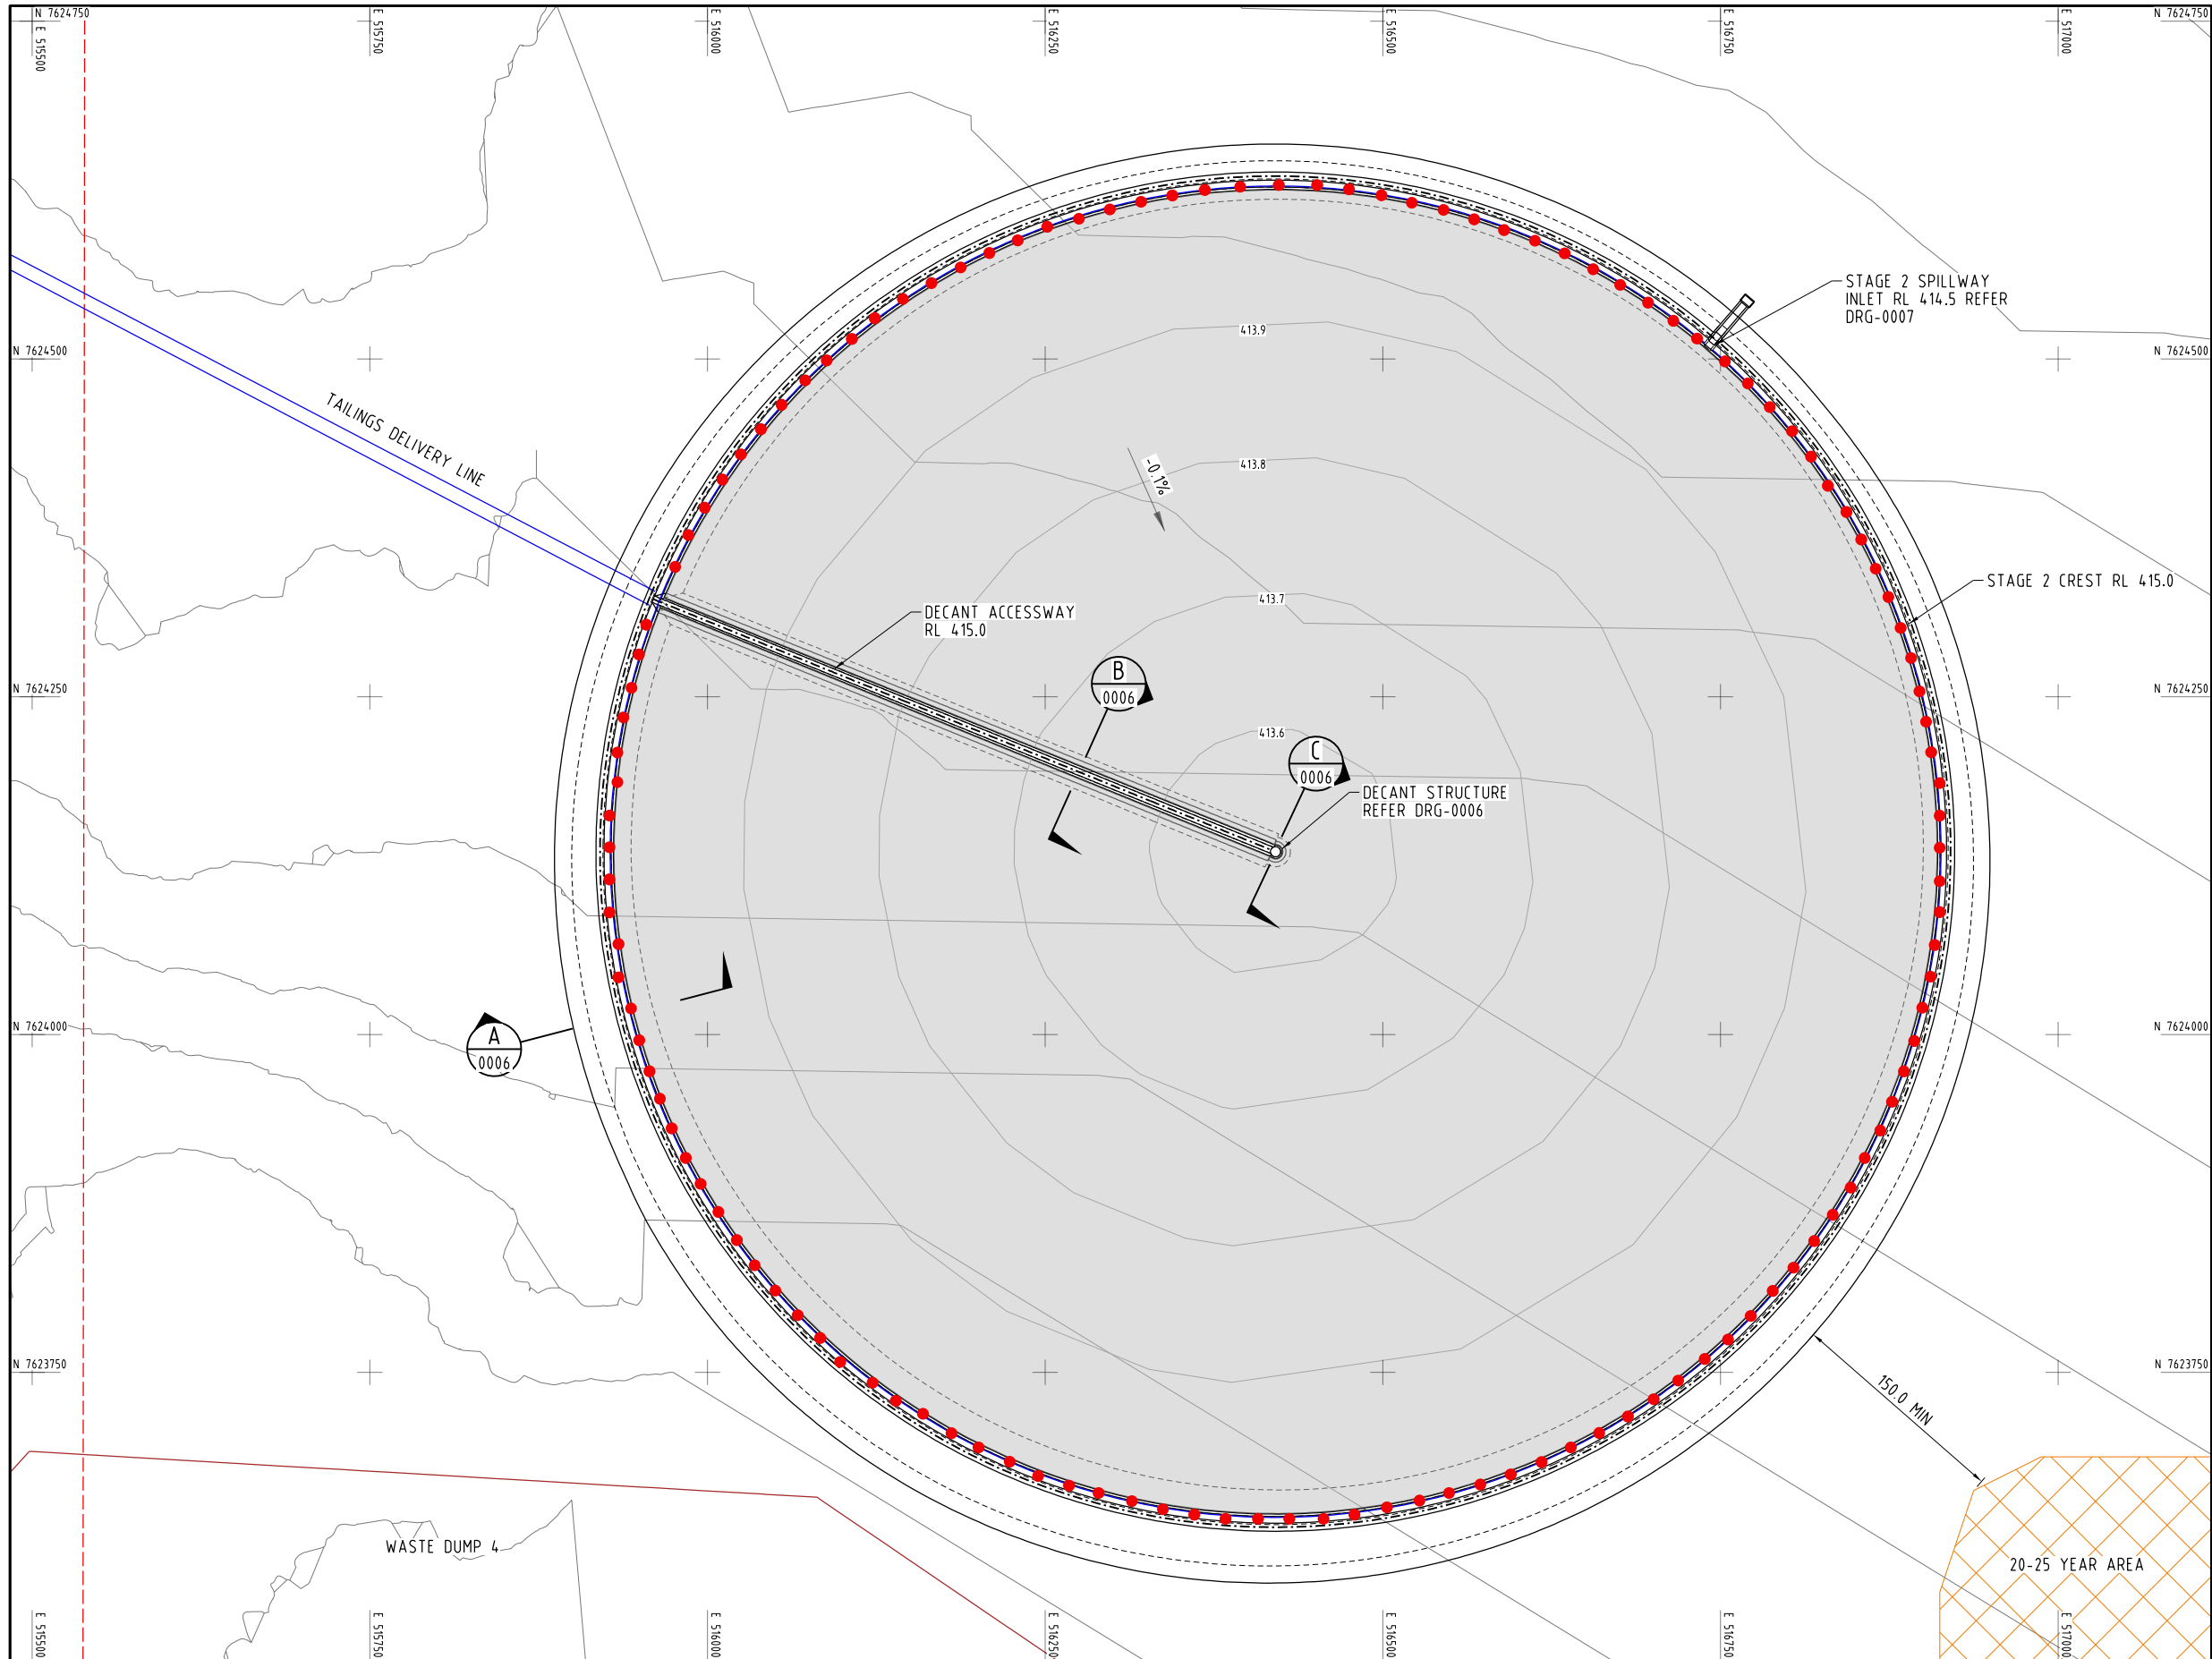 N 7624750
E 515500
E 515750
E 516000
E 516250
E 516500
E 516750
E 517000
N 7624750
STAGE 2 SPILLWAY
INLET RL 414.5 REFER
DRG-0007
413.9
N 7624500
N 7624500
TAILINGS DELIVERY LINE
413.8
-0.1%
STAGE 2 CREST RL 415.0
413.7
DECANT ACCESSWAY
RL 415.0
B
0006
N 7624250
N 7624250
413.6
C
0006
DECANT STRUCTURE
REFER DRG-0006
N 7624000
N 7624000
A
0006
N 7623750
N 7623750
150.0 MIN
WASTE DUMP 4
20-25 YEAR AREA
E 515500
E 515750
E 516000
E 516250
E 516500
E 516750
E 517000